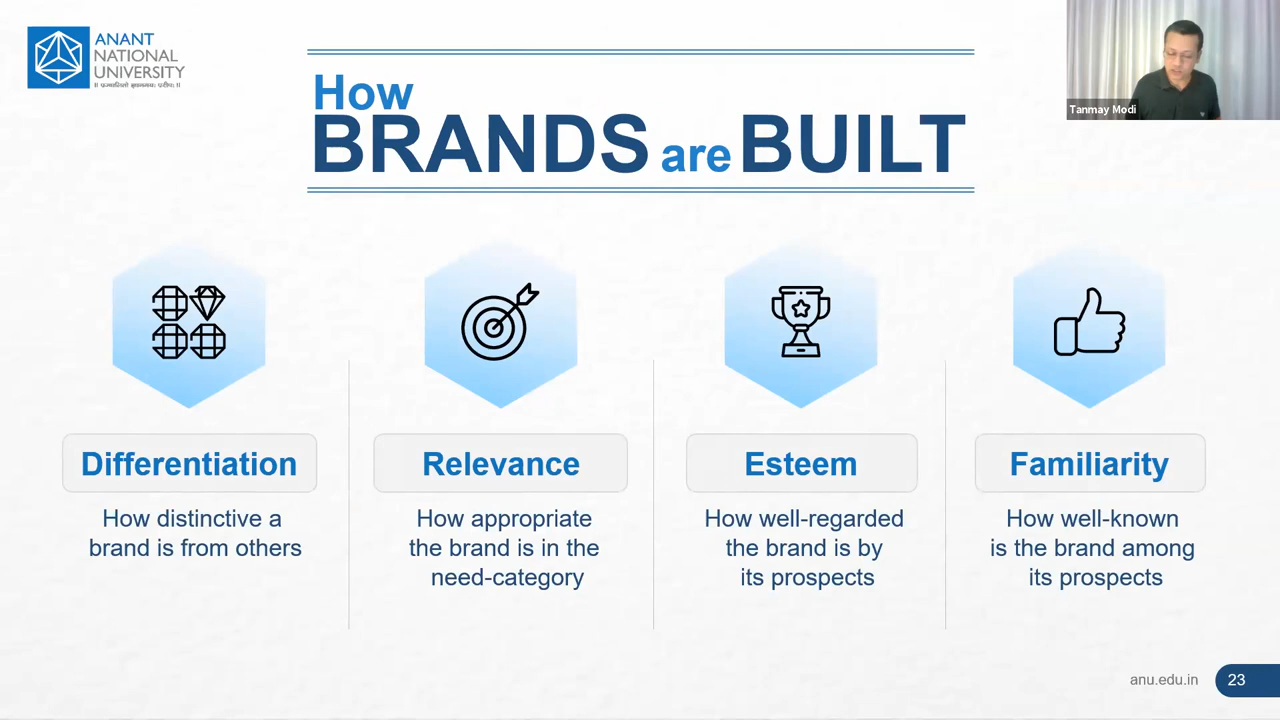 ANANT
NATIONAL
UNIVERSITY
How
BRANDS are BUILT
Tanmay Modi
Differentiation
How distinctive a
brand is from others
Relevance
How appropriate
the brand is in the
need-category
Esteem
How well-regarded
the brand is by
its prospects
Familiarity
How well-known
is the brand among
its prospects
anu.edu.in
23